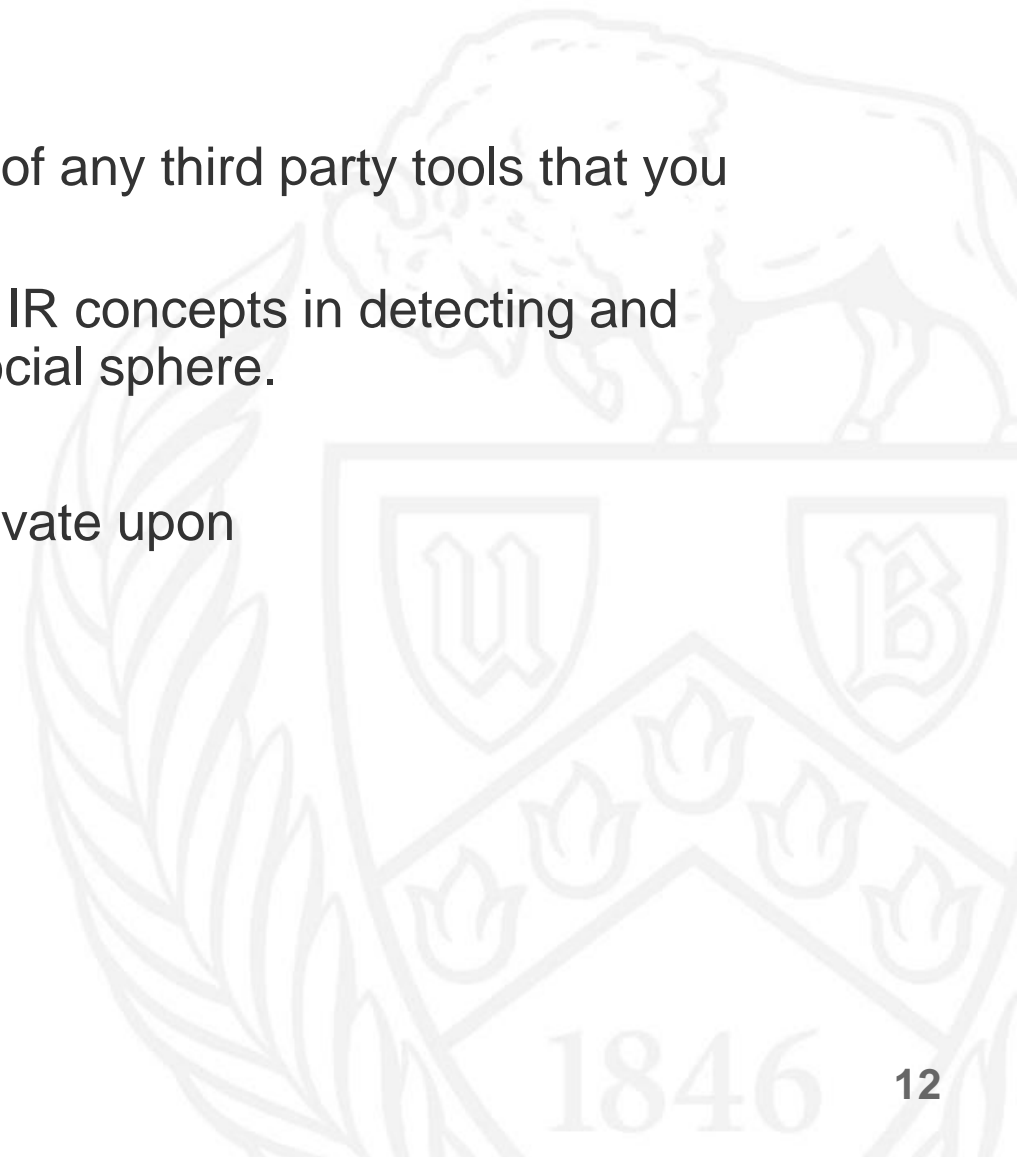 of any third party tools that you
IR concepts in detecting and
ocial sphere.
vate upon
U B
1846
12